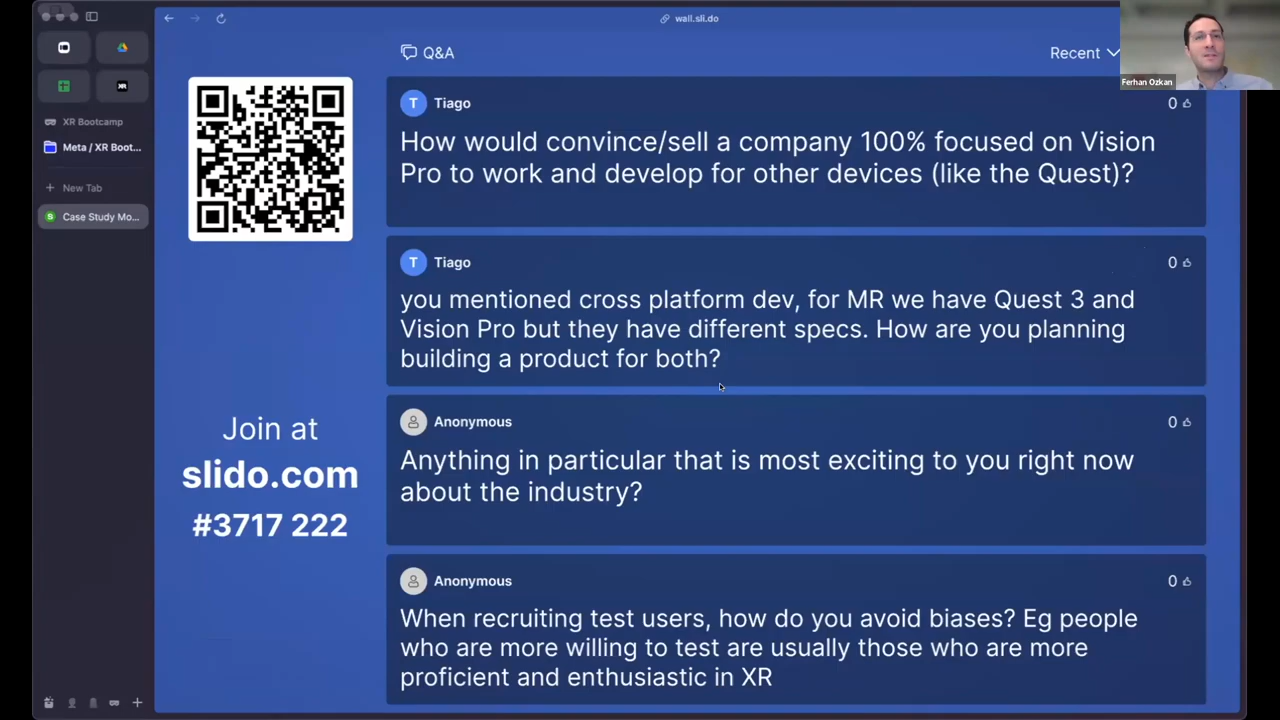 wall.sli.do
Q&A
Recent
Ferhan Ozkan
XR
XR Bootcamp
Meta / XR Boot...
New Tab
S
Case Study Mo...
Join at
slido.com
#3717 222
T
Tiago
0
How would convince/sell a company 100% focused on Vision
Pro to work and develop for other devices (like the Quest)?
T
Tiago
0
you mentioned cross platform dev, for MR we have Quest 3 and
Vision Pro but they have different specs. How are you planning
building a product for both?
Anonymous
0
Anything in particular that is most exciting to you right now
about the industry?
Anonymous
0
When recruiting test users, how do you avoid biases? Eg people
who are more willing to test are usually those who are more
proficient and enthusiastic in XR